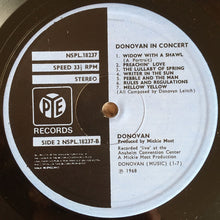 DONOVAN IN CONCERT
NSPL.18237
SPEED 33⅓ RPM
STEREO
1. WIDOW WITH A SHAWL
(A Portrait)
2. PREACHIN' LOVE
3. THE LULLABY OF SPRING
4. WRITER IN THE SUN
5. PEBBLE AND THE MAN
6. RULES AND REGULATIONS
7. MELLOW YELLOW
(All Composed by Donovan Leitch)
PYE
RECORDS
SIDE 2 NSPL.18237-B
DONOVAN
Produced by Mickie Most
Recorded 'live' at the
Anaheim Convention Center
A Mickie Most Production
DONOVAN (MUSIC) (1-7)
℗ 1968